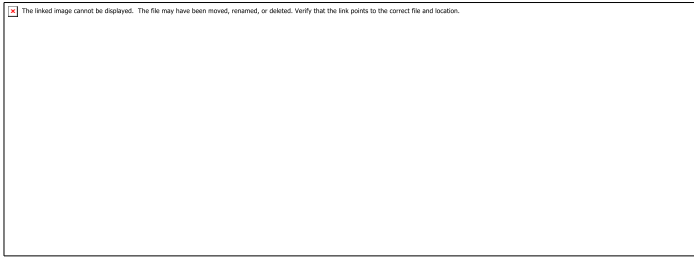 The linked image cannot be displayed.  The file may have been moved, renamed, or deleted. Verify that the link points to the correct file and location.